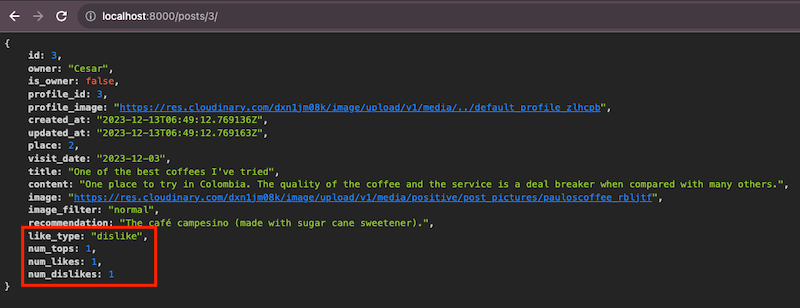 localhost:8000/posts/3/
{
id: 3,
owner: "Cesar",
is_owner: false,
profile_id: 3,
profile_image: "https://res.cloudinary.com/dxn1jm08k/image/upload/v1/media/../default_profile_zlhcpb",
created_at: "2023-12-13T06:49:12.769136Z",
updated_at: "2023-12-13T06:49:12.769163Z",
place: 2,
visit_date: "2023-12-03",
title: "One of the best coffees I've tried",
content: "One place to try in Colombia. The quality of the coffee and the service is a deal breaker when compared with many others.",
image: "https://res.cloudinary.com/dxn1jm08k/image/upload/v1/media/positive/post_pictures/pauloscoffee_rbljtf",
image_filter: "normal",
recommendation: "The café campesino (made with sugar cane sweetener).",
like_type: "dislike",
num_tops: 1,
num_likes: 1,
num_dislikes: 1
}